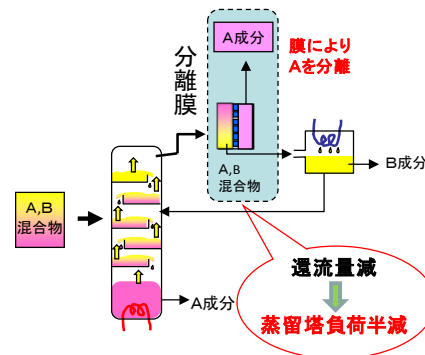 A成分
膜により
Aを分離
分離膜
A,B
混合物
B成分
A,B
混合物
還流量減
蒸留塔負荷半減
A成分